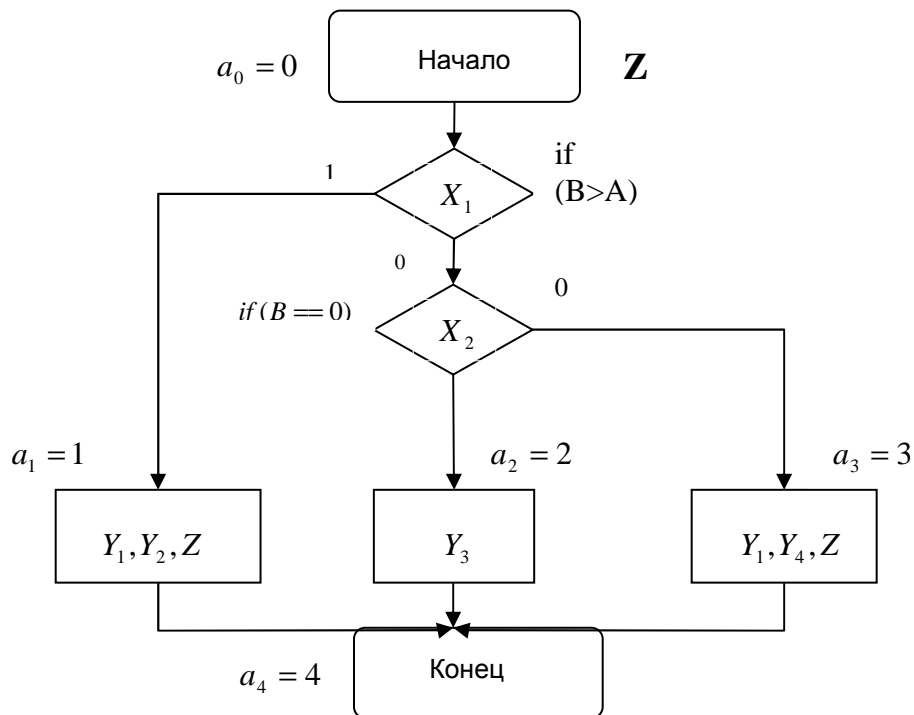 a₀ = 0
Начало
Z
1
X₁
if
(B>A)
0
if (B == 0)
X₂
0
a₁ = 1
a₂ = 2
a₃ = 3
Y₁, Y₂, Z
Y₃
Y₁, Y₄, Z
a₄ = 4
Конец